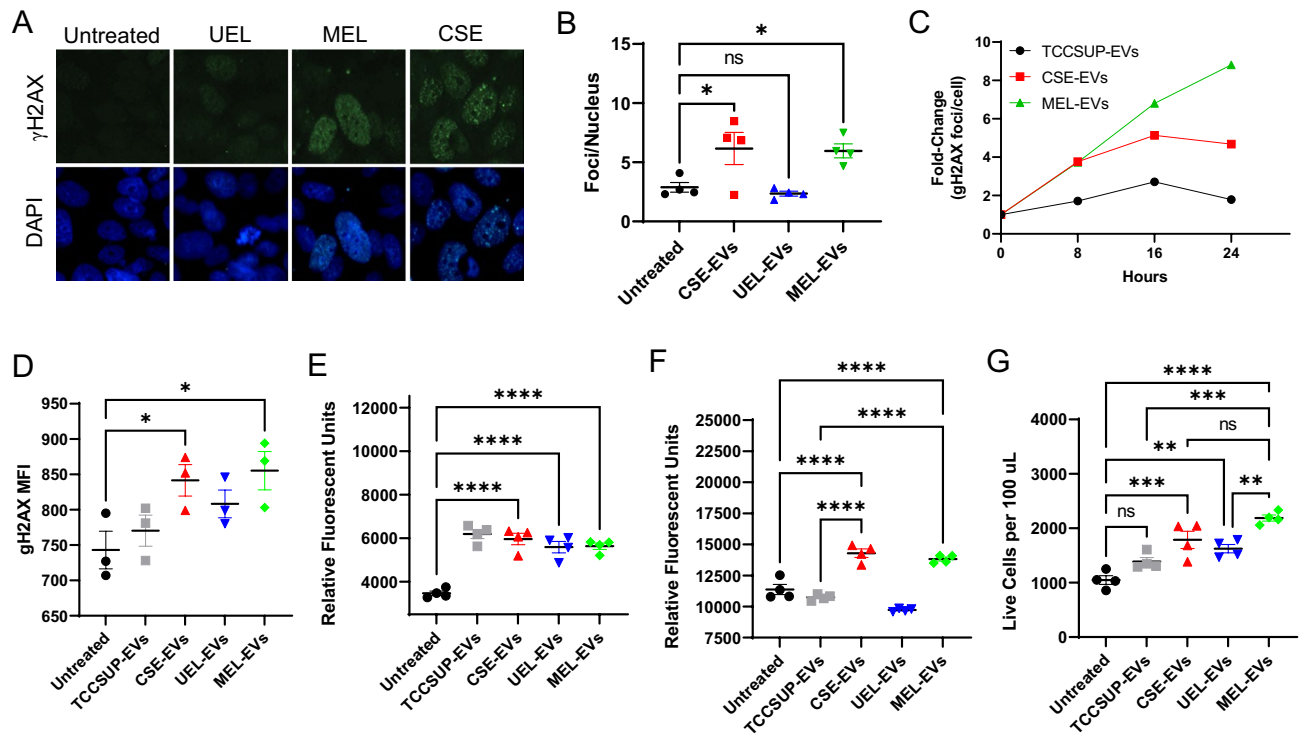 A
Untreated UEL MEL CSE
γH2AX
DAPI
B
Foci/Nucleus
15
10
5
0
*
ns
*
Untreated
CSE-EVs
UEL-EVs
MEL-EVs
C
Fold-Change
(gH2AX foci/cell)
10
8
6
4
2
0
TCCSUP-EVs
CSE-EVs
MEL-EVs
0 8 16 24
Hours
D
gH2AX MFI
950
900
850
800
750
700
*
*
Untreated
TCCSUP-EVs
CSE-EVs
UEL-EVs
MEL-EVs
E
Relative Fluorescent Units
12000
10000
8000
6000
4000
****
****
****
Untreated
TCCSUP-EVs
CSE-EVs
UEL-EVs
MEL-EVs
F
Relative Fluorescent Units
25000
22500
20000
17500
15000
12500
10000
7500
****
****
****
****
Untreated
TCCSUP-EVs
CSE-EVs
UEL-EVs
MEL-EVs
G
Live Cells per 100 uL
4000
3000
2000
1000
0
****
***
ns
**
***
**
ns
Untreated
TCCSUP-EVs
CSE-EVs
UEL-EVs
MEL-EVs